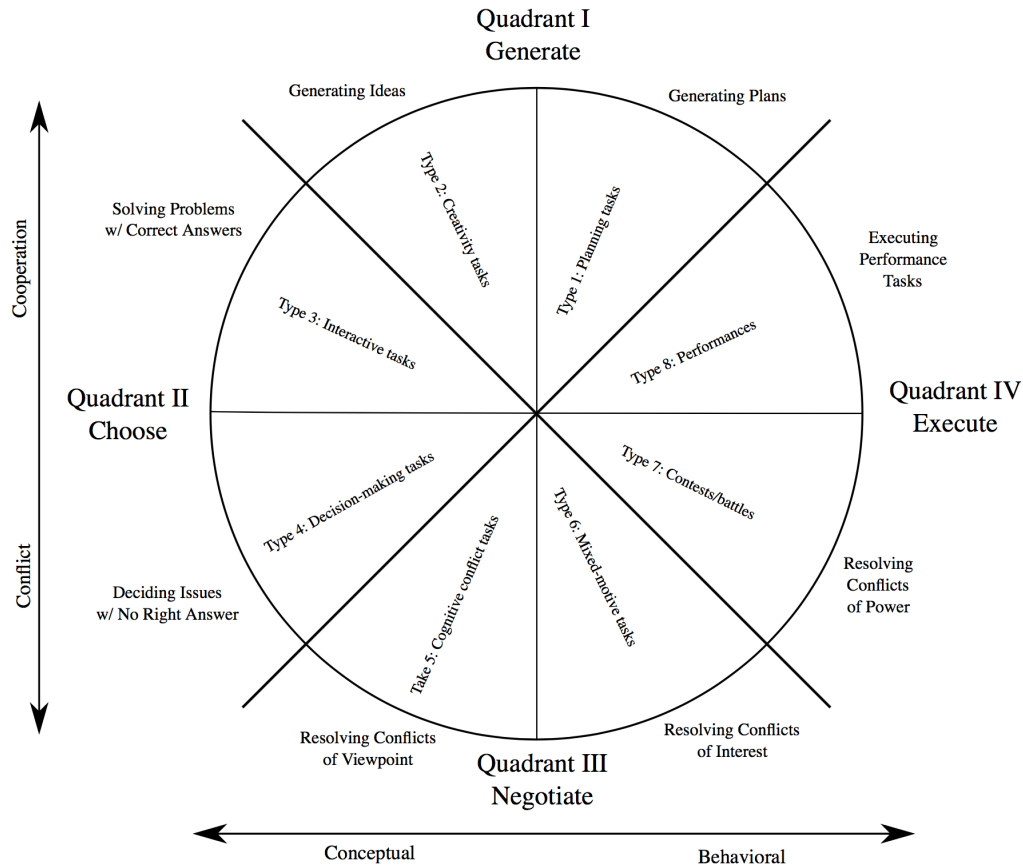 Quadrant I
Generate
Generating Ideas
Generating Plans
Type 2: Creativity tasks
Type 1: Planning tasks
Solving Problems
w/ Correct Answers
Executing
Performance
Tasks
Cooperation
Type 3: Interactive tasks
Type 8: Performances
Quadrant II
Choose
Quadrant IV
Execute
Type 4: Decision-making tasks
Type 7: Contests/battles
Conflict
Take 5: Cognitive conflict tasks
Type 6: Mixed-motive tasks
Deciding Issues
w/ No Right Answer
Resolving
Conflicts
of Power
Resolving Conflicts
of Viewpoint
Resolving Conflicts
of Interest
Quadrant III
Negotiate
Conceptual
Behavioral